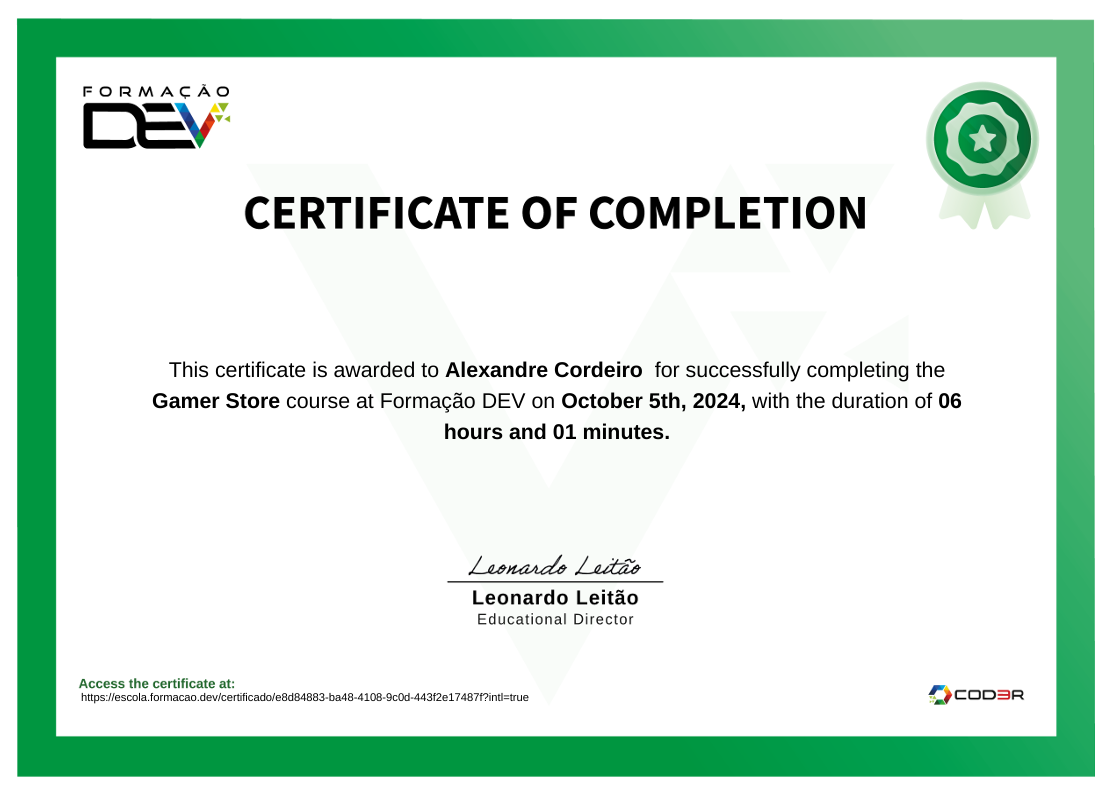 FORMAÇÃO
DEV
CERTIFICATE OF COMPLETION
This certificate is awarded to Alexandre Cordeiro for successfully completing the
Gamer Store course at Formação DEV on October 5th, 2024, with the duration of 06
hours and 01 minutes.
Leonardo Leitão
Leonardo Leitão
Educational Director
Access the certificate at:
https://escola.formacao.dev/certificado/e8d84883-ba48-4108-9c0d-443f2e17487f?intl=true
COD3R